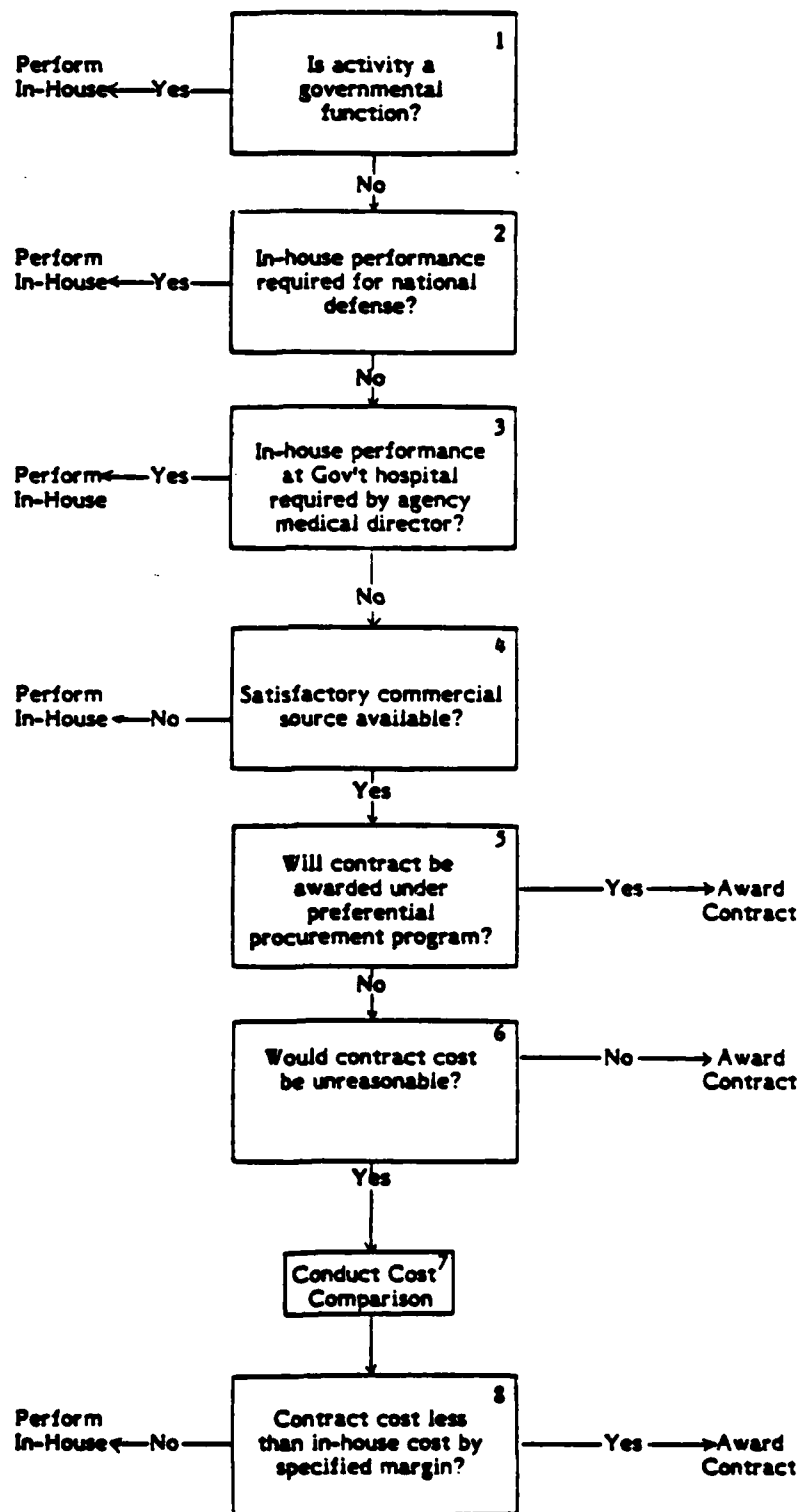 1
Is activity a
governmental
function?
Perform
In-House
Yes
No
2
In-house performance
required for national
defense?
Perform
In-House
Yes
No
3
In-house performance
at Gov't hospital
required by agency
medical director?
Perform
In-House
Yes
No
4
Satisfactory commercial
source available?
Perform
In-House
No
Yes
5
Will contract be
awarded under
preferential
procurement program?
Yes
Award
Contract
No
6
Would contract cost
be unreasonable?
No
Award
Contract
Yes
7
Conduct Cost
Comparison
8
Contract cost less
than in-house cost by
specified margin?
Perform
In-House
No
Yes
Award
Contract